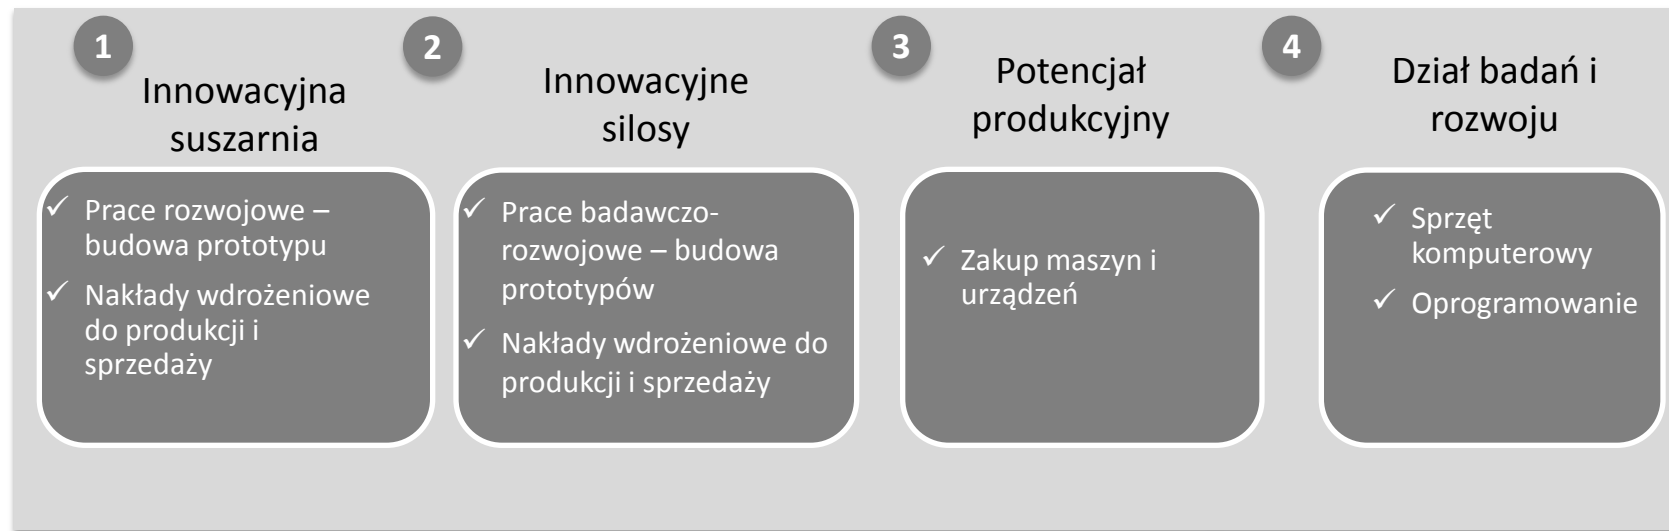 1
Innowacyjna
suszarnia
✓ Prace rozwojowe –
budowa prototypu
✓ Nakłady wdrożeniowe
do produkcji i
sprzedaży
2
Innowacyjne
silosy
✓ Prace badawczo-
rozwojowe – budowa
prototypów
✓ Nakłady wdrożeniowe do
produkcji i sprzedaży
3
Potencjał
produkcyjny
✓ Zakup maszyn i
urządzeń
4
Dział badań i
rozwoju
✓ Sprzęt
komputerowy
✓ Oprogramowanie